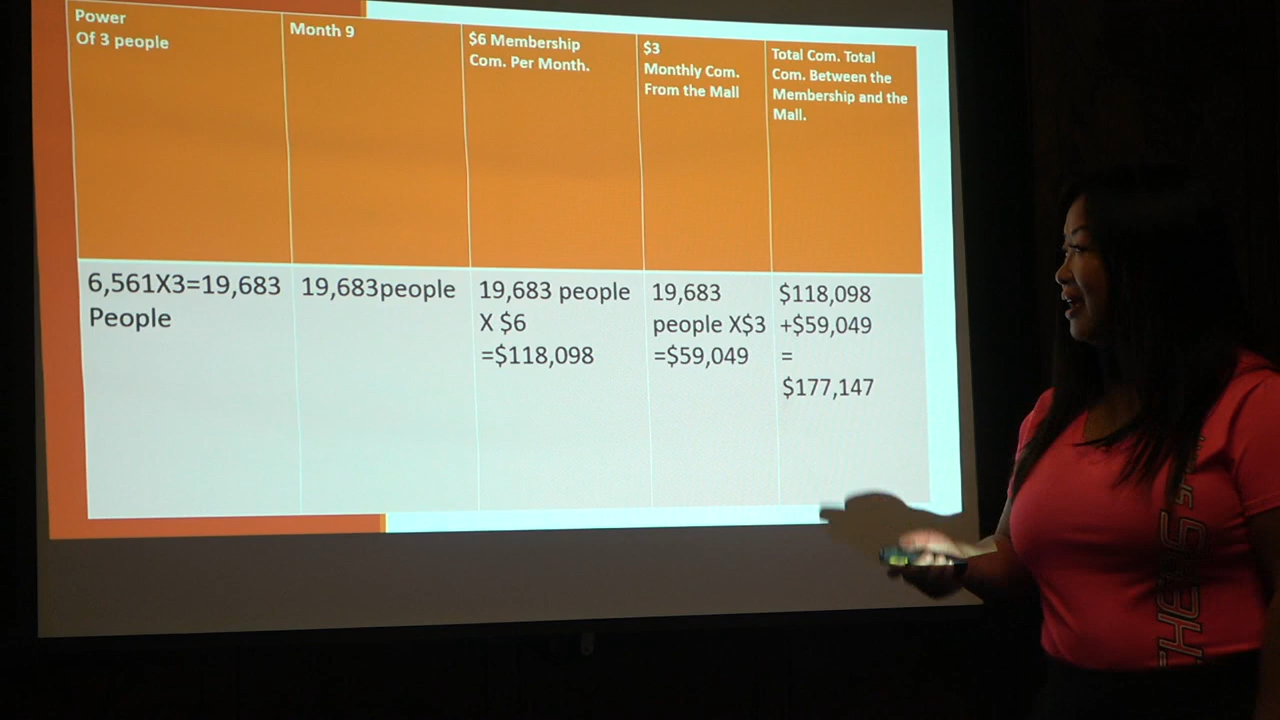 Power
Of 3 people
Month 9
$6 Membership
Com. Per Month.
$3
Monthly Com.
From the Mall
Total Com. Total
Com. Between the
Membership and the
Mall.
6,561X3=19,683
People
19,683people
19,683 people
X $6
=$118,098
19,683
people X$3
=$59,049
$118,098
+$59,049
=
$177,147